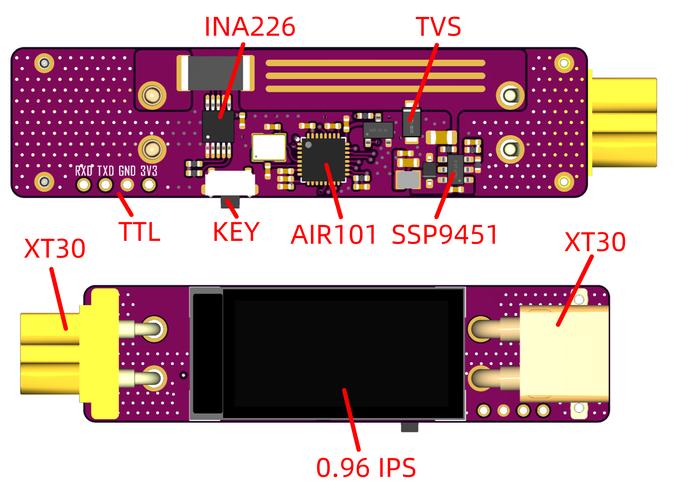 INA226
TVS
RXD TXD GND 3V3
TTL
KEY
AIR101
SSP9451
XT30
XT30
0.96 IPS